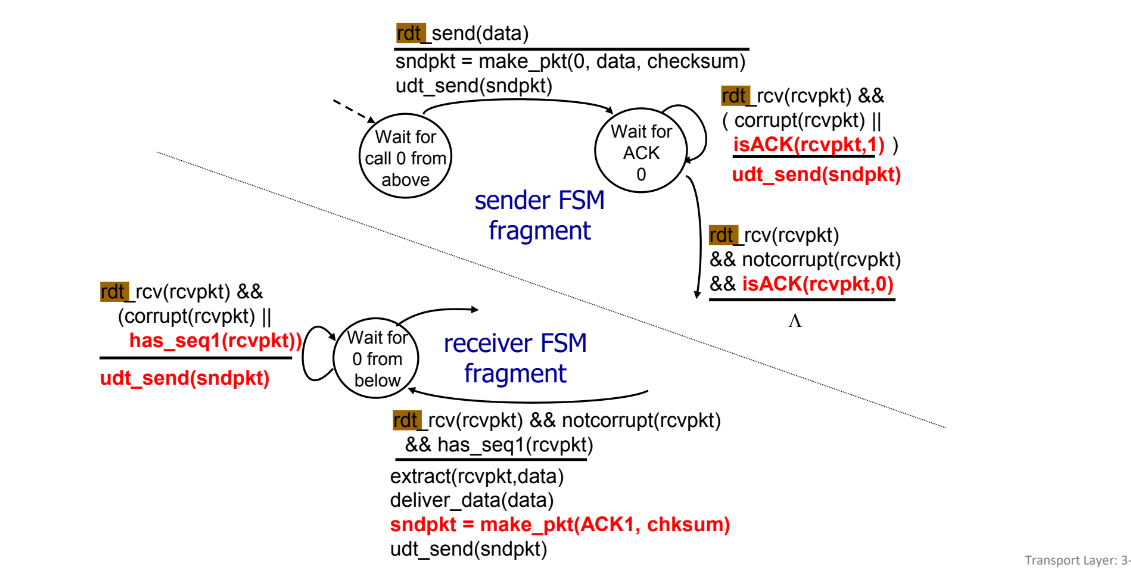 rdt_send(data)
sndpkt = make_pkt(0, data, checksum)
udt_send(sndpkt)
rdt_rcv(rcvpkt) &&
( corrupt(rcvpkt) ||
isACK(rcvpkt,1) )
udt_send(sndpkt)
Wait for
call 0 from
above
Wait for
ACK
0
sender FSM
fragment
rdt_rcv(rcvpkt)
&& notcorrupt(rcvpkt)
&& isACK(rcvpkt,0)
Λ
rdt_rcv(rcvpkt) &&
(corrupt(rcvpkt) ||
has_seq1(rcvpkt))
udt_send(sndpkt)
Wait for
0 from
below
receiver FSM
fragment
rdt_rcv(rcvpkt) && notcorrupt(rcvpkt)
&& has_seq1(rcvpkt)
extract(rcvpkt,data)
deliver_data(data)
sndpkt = make_pkt(ACK1, chksum)
udt_send(sndpkt)
Transport Layer: 3-